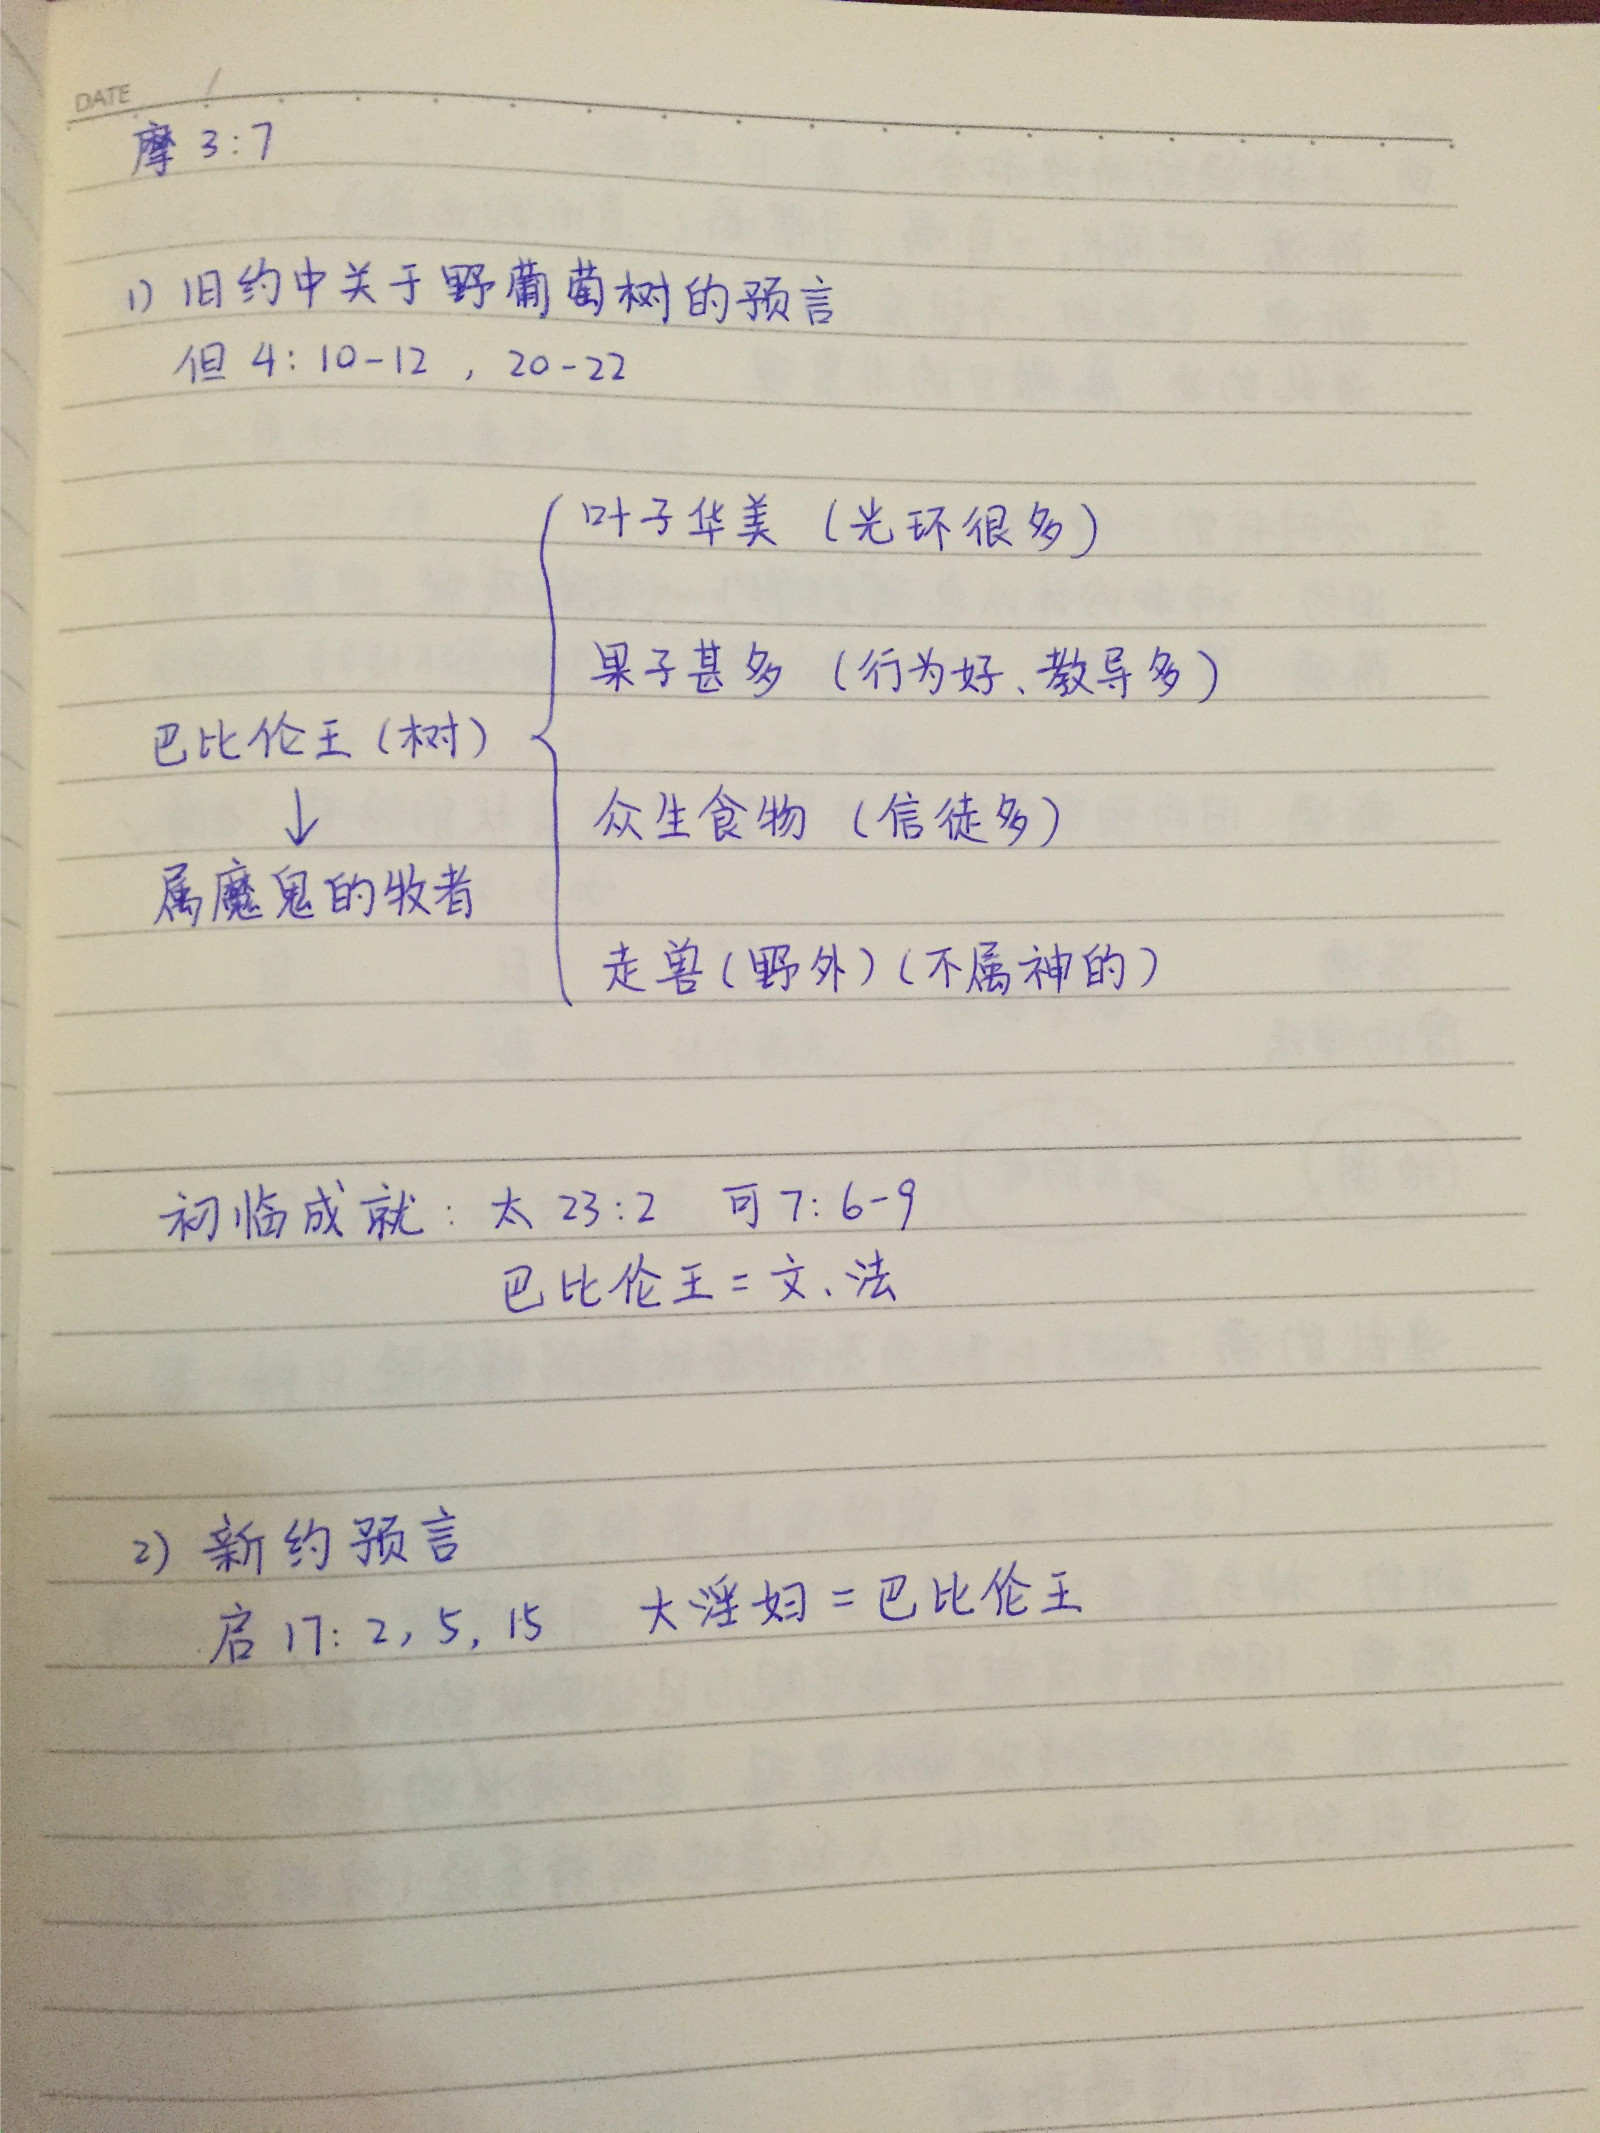 DATE /
摩 3:7
1) 旧约中关于野葡萄树的预言
但 4: 10-12 , 20-22
叶子华美 (光环很多)
果子甚多 (行为好、教导多)
巴比伦王 (树)
↓
众生食物 (信徒多)
属魔鬼的牧者
走兽 (野外) (不属神的)
初临成就: 太 23:2 可 7: 6-9
巴比伦王 = 文、法
2) 新约预言
启 17: 2, 5, 15 大淫妇 = 巴比伦王